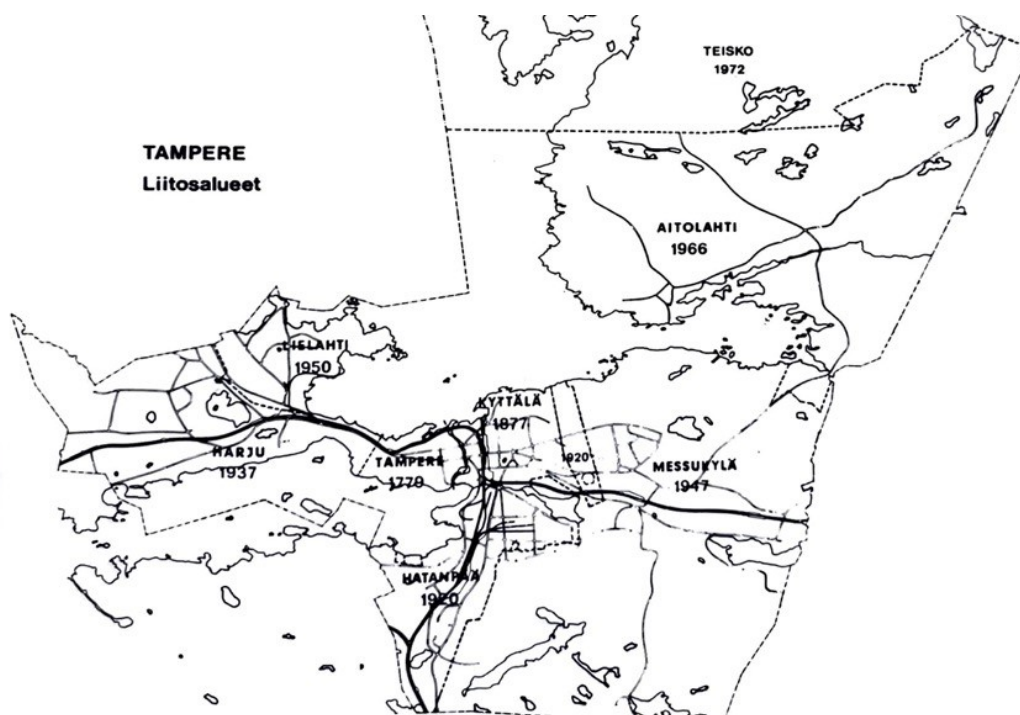 TEISKO
1972
TAMPERE
Liitosalueet
AITOLAHTI
1966
LIELAHTI
1950
KYTTÄLÄ
1877
HARJU
1937
TAMPERE
1779
1920
MESSUKYLÄ
1947
HATANPÄÄ
1920